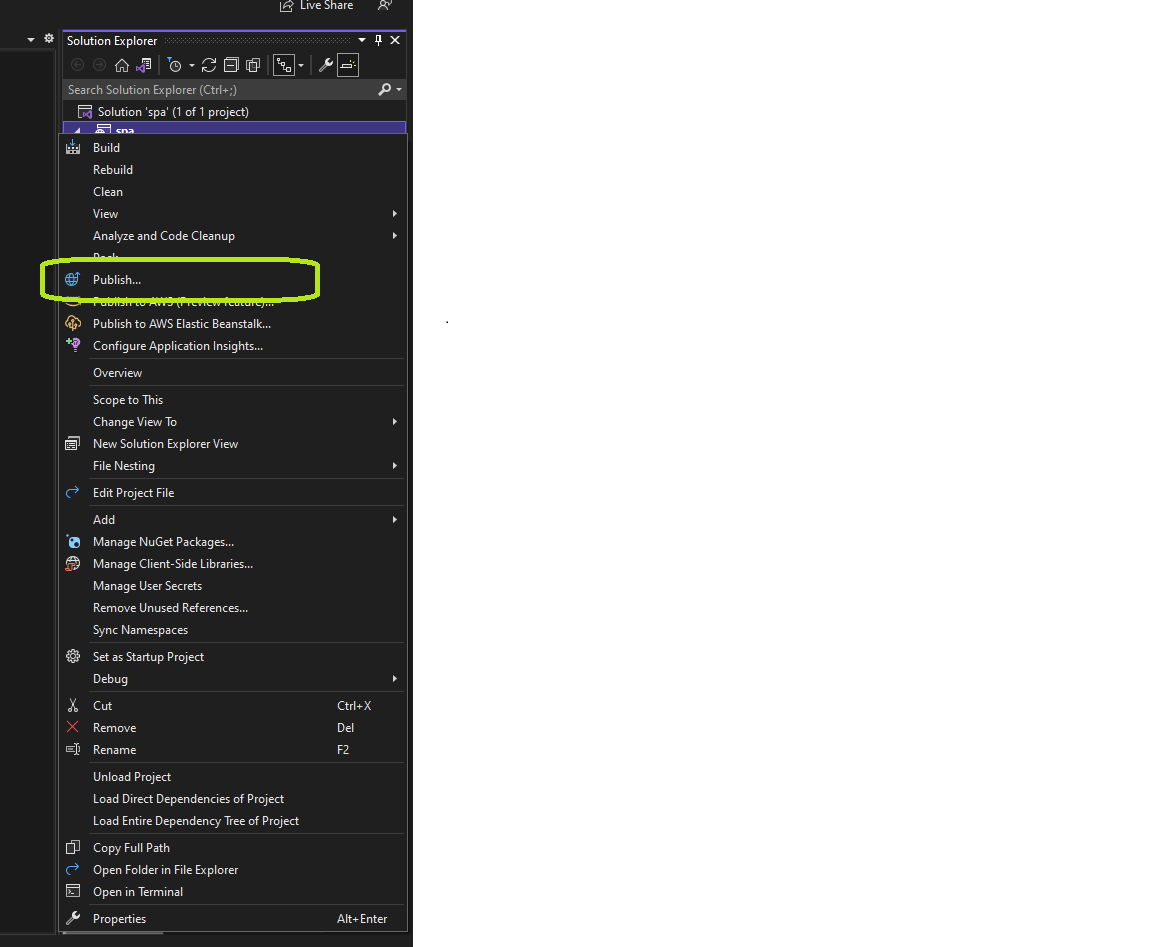 Live Share
Solution Explorer
Search Solution Explorer (Ctrl+;)
Solution 'spa' (1 of 1 project)
spa
Build
Rebuild
Clean
View
Analyze and Code Cleanup
Pack
Publish...
Publish to AWS (Preview feature)...
Publish to AWS Elastic Beanstalk...
Configure Application Insights...
Overview
Scope to This
Change View To
New Solution Explorer View
File Nesting
Edit Project File
Add
Manage NuGet Packages...
Manage Client-Side Libraries...
Manage User Secrets
Remove Unused References...
Sync Namespaces
Set as Startup Project
Debug
Cut Ctrl+X
Remove Del
Rename F2
Unload Project
Load Direct Dependencies of Project
Load Entire Dependency Tree of Project
Copy Full Path
Open Folder in File Explorer
Open in Terminal
Properties Alt+Enter